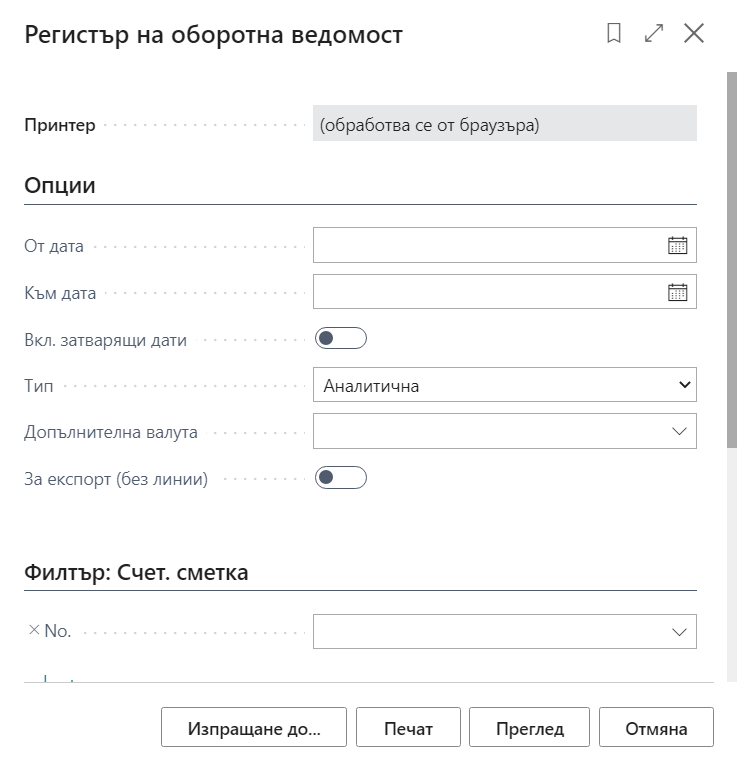 Регистър на оборотна ведомост
Принтер (обработва се от браузъра)
Опции
От дата
Към дата
Вкл. затварящи дати
Тип Аналитична
Допълнителна валута
За експорт (без линии)
Филтър: Счет. сметка
No.
Изпращане до... Печат Преглед Отмяна